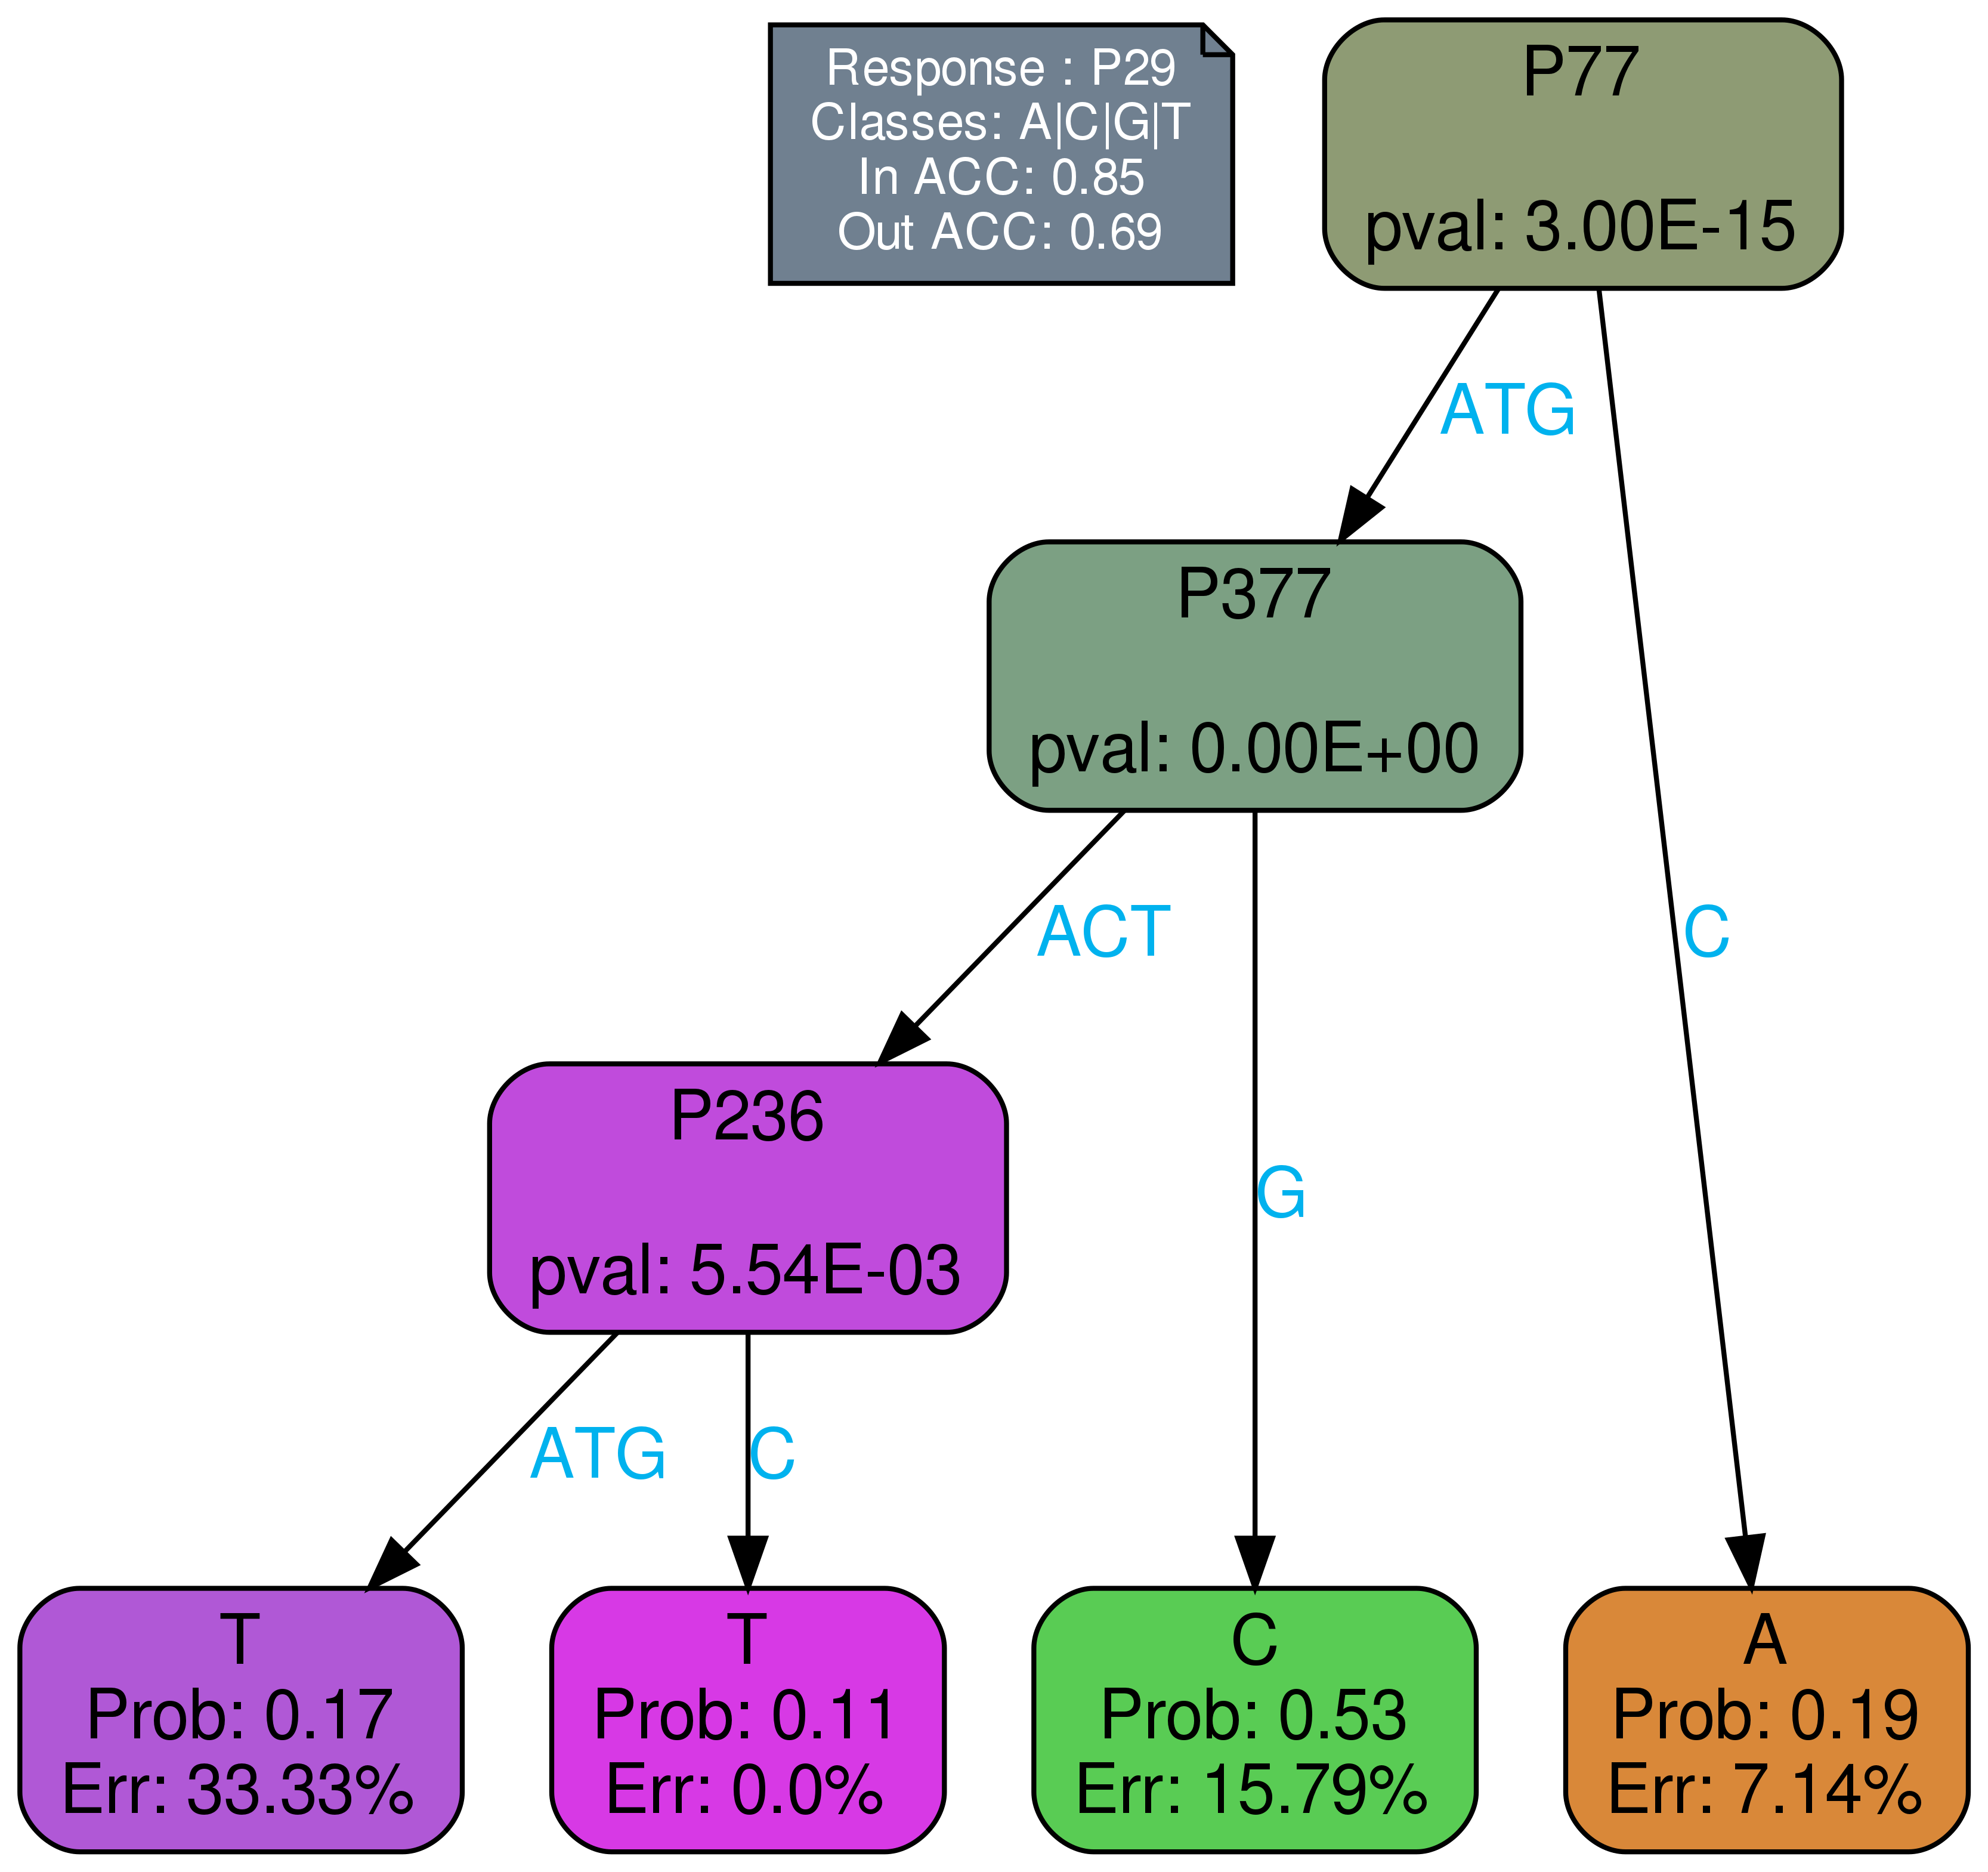 Response : P29
Classes: A|C|G|T
In ACC: 0.85
Out ACC: 0.69
P77
pval: 3.00E-15
ATG
P377
pval: 0.00E+00
ACT
C
P236
G
pval: 5.54E-03
ATG
C
T
Prob: 0.17
Err: 33.33%
T
Prob: 0.11
Err: 0.0%
C
Prob: 0.53
Err: 15.79%
A
Prob: 0.19
Err: 7.14%